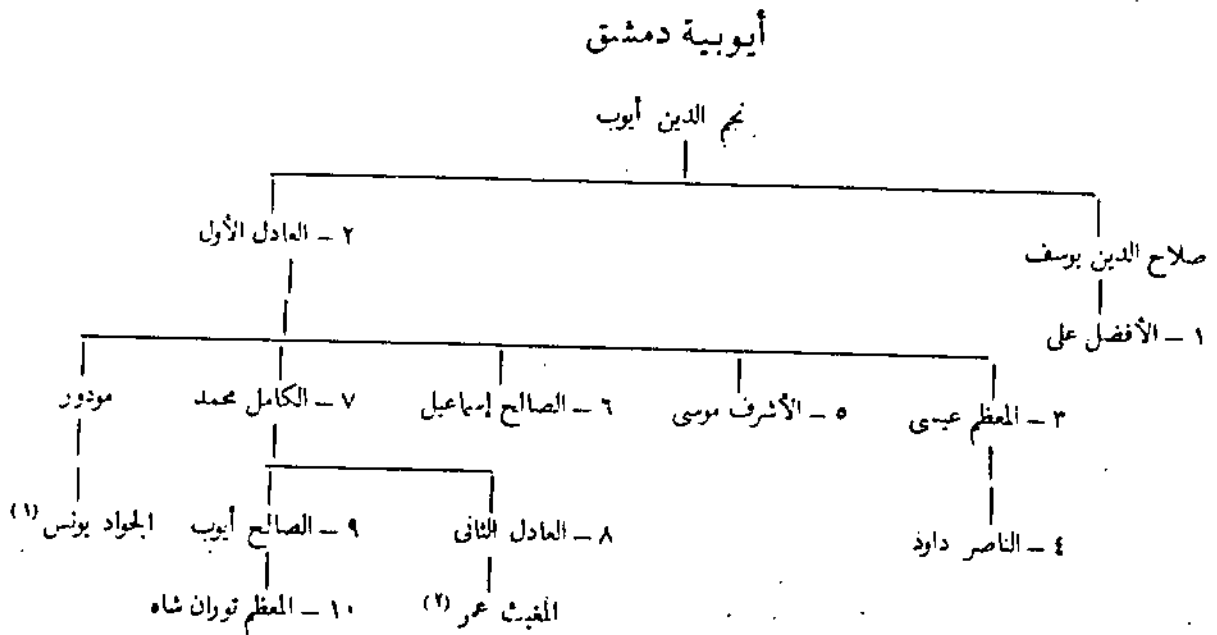 أيوبية دمشق
نجم الدين أيوب
صلاح الدين يوسف
٢ – العادل الأول
١ – الأفضل على
٣ – المعظم عيسى
٥ – الأشرف موسى
٦ – الصالح إسماعيل
٧ – الكامل محمد
مودور
٤ – الناصر داود
٨ – العادل الثانى
٩ – الصالح أيوب
الجواد يونس (١)
المغيث عمر (٢)
١٠ – المعظم توران شاه